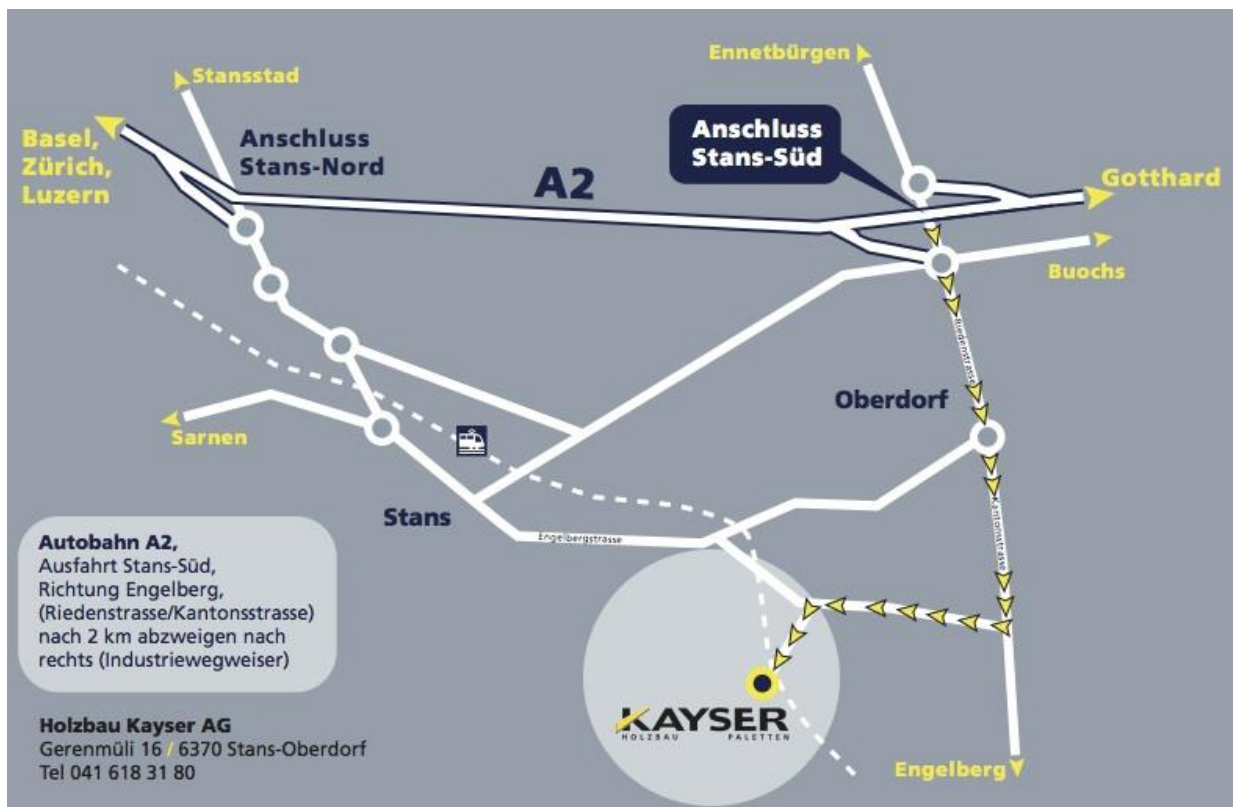 Stansstad
Ennetbürgen
Basel,
Zürich,
Luzern
Anschluss
Stans-Nord
Anschluss
Stans-Süd
A2
Gotthard
Buochs
Riedenstrasse
Oberdorf
Sarnen
Kantonsstrasse
Stans
Engelbergstrasse
Autobahn A2,
Ausfahrt Stans-Süd,
Richtung Engelberg,
(Riedenstrasse/Kantonsstrasse)
nach 2 km abzweigen nach
rechts (Industriewegweiser)
KAYSER
HOLZBAU PALETTEN
Holzbau Kayser AG
Gerenmüli 16 / 6370 Stans-Oberdorf
Tel 041 618 31 80
Engelberg